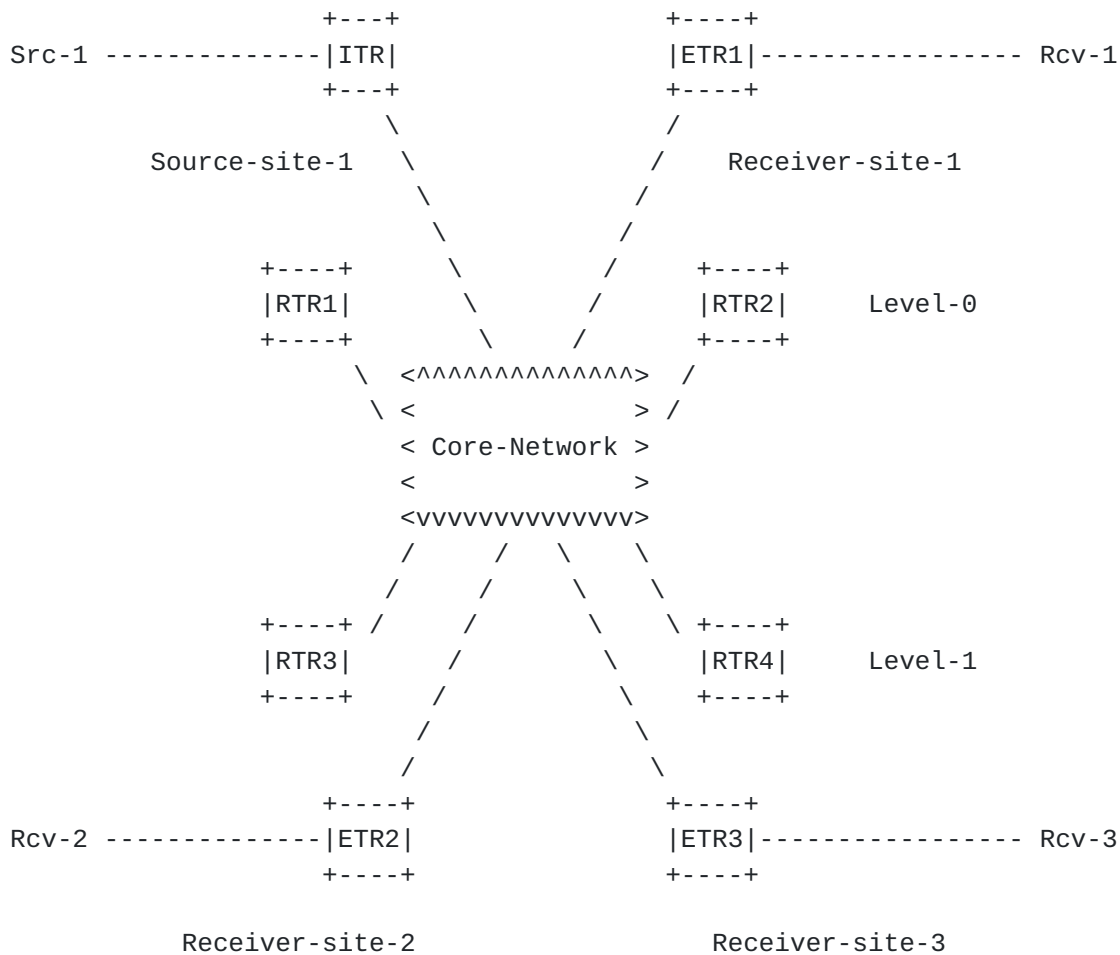 +---+                 +----+
Src-1 --------------|ITR|                 |ETR1|----------------- Rcv-1
                    +---+                 +----+
                        \                 /
         Source-site-1   \               /    Receiver-site-1
                          \             /
                           \           /
                +----+      \         /     +----+
                |RTR1|       \       /      |RTR2|     Level-0
                +----+        \     /       +----+
                      \  <^^^^^^^^^^^^^^>  /
                       \ <              > /
                         < Core-Network >
                         <              >
                         <vvvvvvvvvvvvvv>
                         /     /   \    \
                        /     /     \    \
                +----+ /     /       \    \ +----+
                |RTR3|      /         \     |RTR4|     Level-1
                +----+     /           \    +----+
                          /             \
                         /               \
                    +----+                +----+
Rcv-2 --------------|ETR2|                |ETR3|----------------- Rcv-3
                    +----+                +----+
           Receiver-site-2                   Receiver-site-3